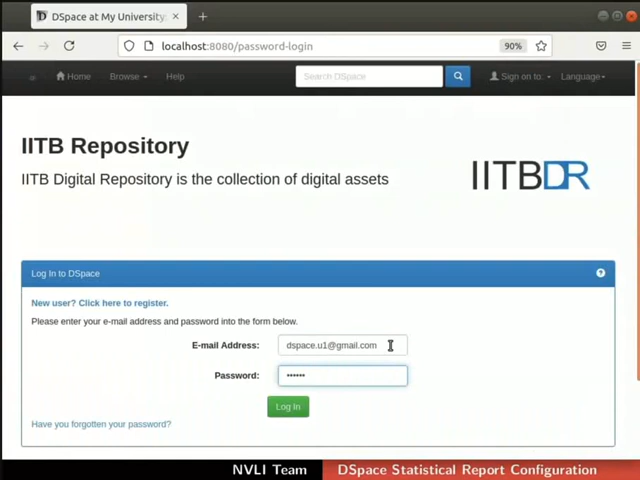 DSpace at My University
localhost:8080/password-login
90%
Home
Browse
Help
Search DSpace
Sign on to:
Language
IITB Repository
IITB Digital Repository is the collection of digital assets
IITBDR
Log In to DSpace
New user? Click here to register.
Please enter your e-mail address and password into the form below.
E-mail Address:
dspace.u1@gmail.com
Password:
••••••
Log In
Have you forgotten your password?
NVLI Team
DSpace Statistical Report Configuration